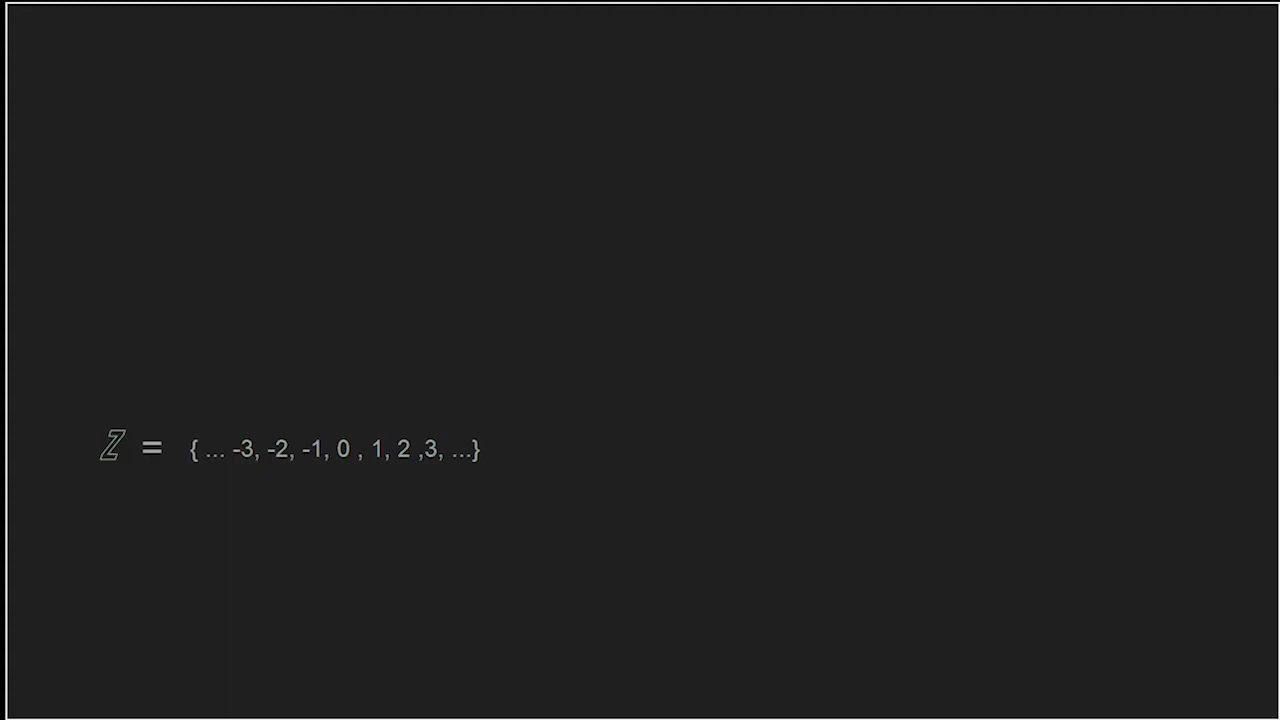 ℤ = { ... -3, -2, -1, 0 , 1, 2 ,3, ...}